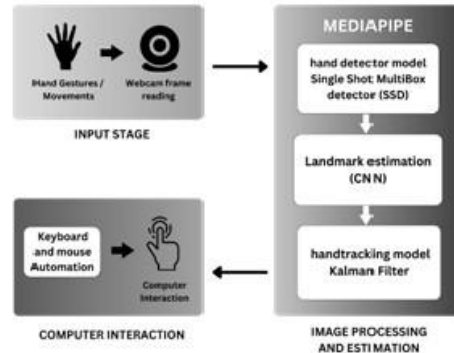 Hand Gestures /
Movements
Webcam frame
reading
INPUT STAGE
MEDIAPIPE
hand detector model
Single Shot MultiBox
detector (SSD)
Landmark estimation
(CNN)
handtracking model
Kalman Filter
IMAGE PROCESSING
AND ESTIMATION
Keyboard
and mouse
Automation
Computer
Interaction
COMPUTER INTERACTION